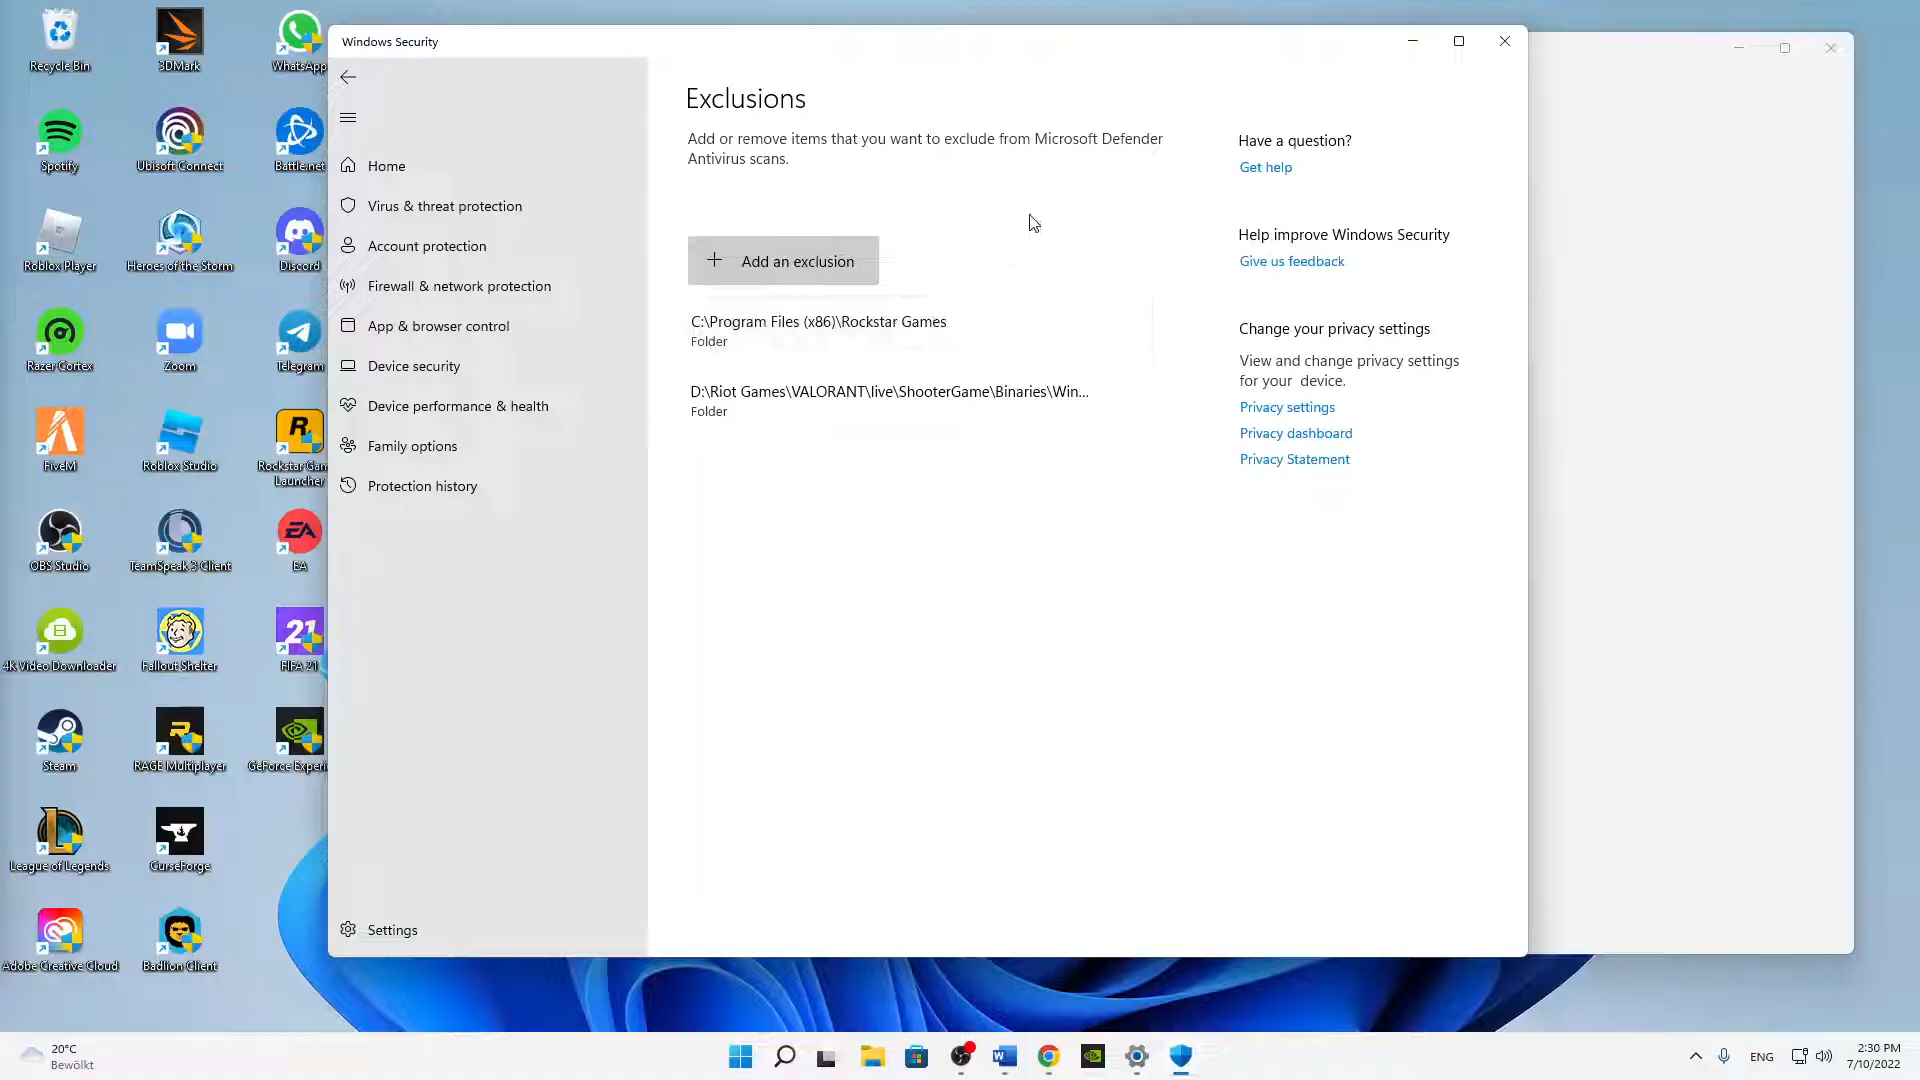 Recycle Bin
3DMark
WhatsApp
Spotify
Ubisoft Connect
Battle.net
Roblox Player
Heroes of the Storm
Discord
Razer Cortex
Zoom
Telegram
FiveM
Roblox Studio
Rockstar Gam
Launcher
OBS Studio
TeamSpeak 3 Client
EA
4K Video Downloader
Fallout Shelter
21
FIFA 21
Steam
RAGE Multiplayer
GeForce Experi
League of Legends
CurseForge
Adobe Creative Cloud
Badlion Client
Windows Security
Home
Virus & threat protection
Account protection
Firewall & network protection
App & browser control
Device security
Device performance & health
Family options
Protection history
Settings
Exclusions
Add or remove items that you want to exclude from Microsoft Defender
Antivirus scans.
Add an exclusion
C:\Program Files (x86)\Rockstar Games
Folder
D:\Riot Games\VALORANT\live\ShooterGame\Binaries\Win...
Folder
Have a question?
Get help
Help improve Windows Security
Give us feedback
Change your privacy settings
View and change privacy settings
for your device.
Privacy settings
Privacy dashboard
Privacy Statement
20°C
Bewölkt
ENG
2:30 PM
7/10/2022